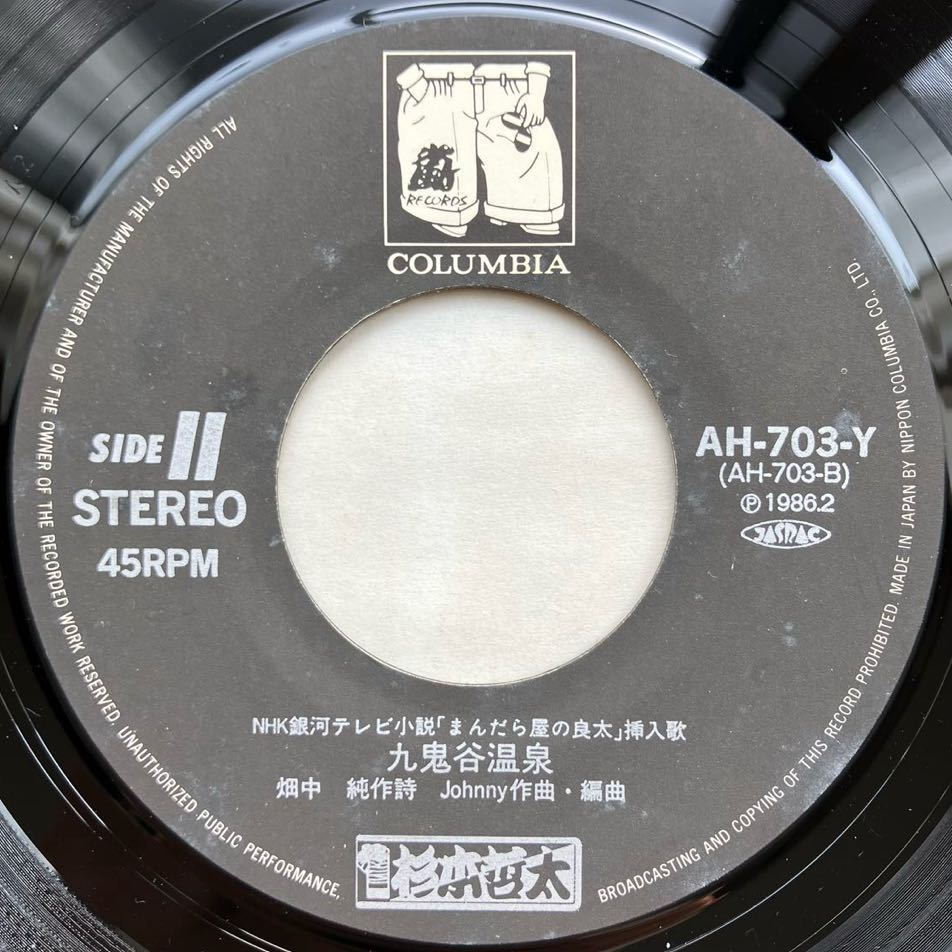 嵐
RECORDS
COLUMBIA
SIDE II
STEREO
45RPM
AH-703-Y
(AH-703-B)
Ⓟ 1986.2
JASRAC
NHK銀河テレビ小説「まんだら屋の良太」挿入歌
九鬼谷温泉
畑中 純作詩 Johnny作曲・編曲
杉本哲太
ALL RIGHTS OF THE MANUFACTURER AND OF THE OWNER OF THE RECORDED WORK RESERVED. UNAUTHORIZED PUBLIC PERFORMANCE, BROADCASTING AND COPYING OF THIS RECORD PROHIBITED. MADE IN JAPAN BY NIPPON COLUMBIA CO., LTD.